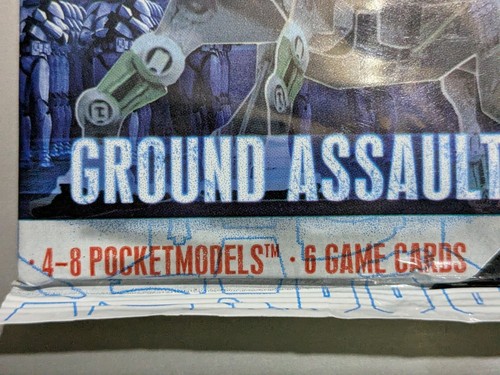 GROUND ASSAULT
· 4-8 POCKETMODELS™ · 6 GAME CARDS